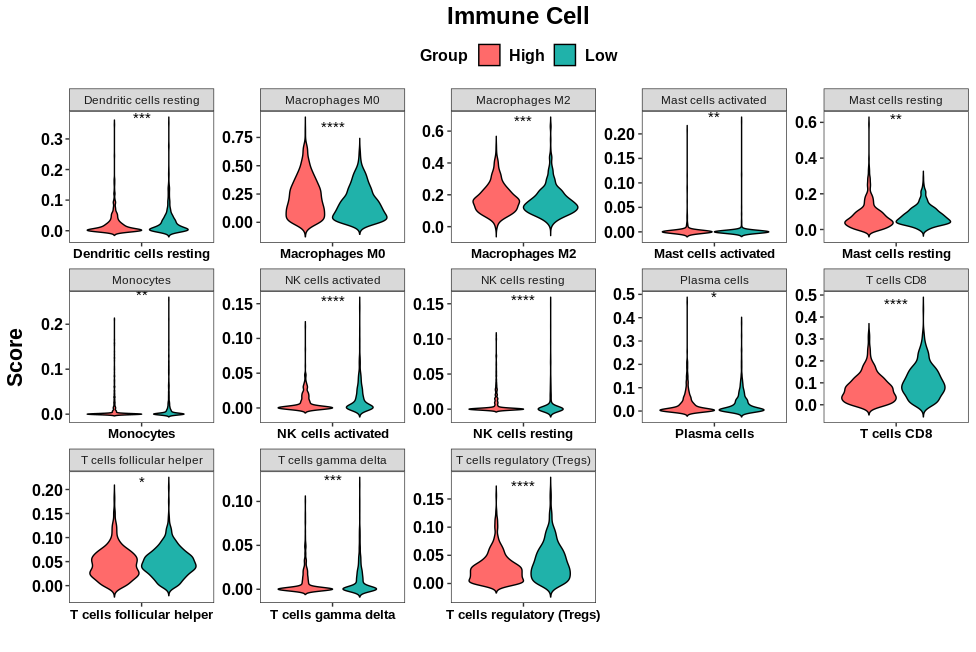 Immune Cell
Group High Low
Dendritic cells resting Macrophages M0 Macrophages M2 Mast cells activated Mast cells resting
*** **** *** ** **
0.3 0.2 0.1 0.0
0.75 0.50 0.25 0.00
0.6 0.4 0.2 0.0
0.20 0.15 0.10 0.05 0.00
0.6 0.4 0.2 0.0
Dendritic cells resting Macrophages M0 Macrophages M2 Mast cells activated Mast cells resting
Score
Monocytes NK cells activated NK cells resting Plasma cells T cells CD8
** **** **** * ****
0.2 0.1 0.0
0.15 0.10 0.05 0.00
0.15 0.10 0.05 0.00
0.5 0.4 0.3 0.2 0.1 0.0
0.5 0.4 0.3 0.2 0.1 0.0
Monocytes NK cells activated NK cells resting Plasma cells T cells CD8
T cells follicular helper T cells gamma delta T cells regulatory (Tregs)
* *** ****
0.20 0.15 0.10 0.05 0.00
0.10 0.05 0.00
0.15 0.10 0.05 0.00
T cells follicular helper T cells gamma delta T cells regulatory (Tregs)